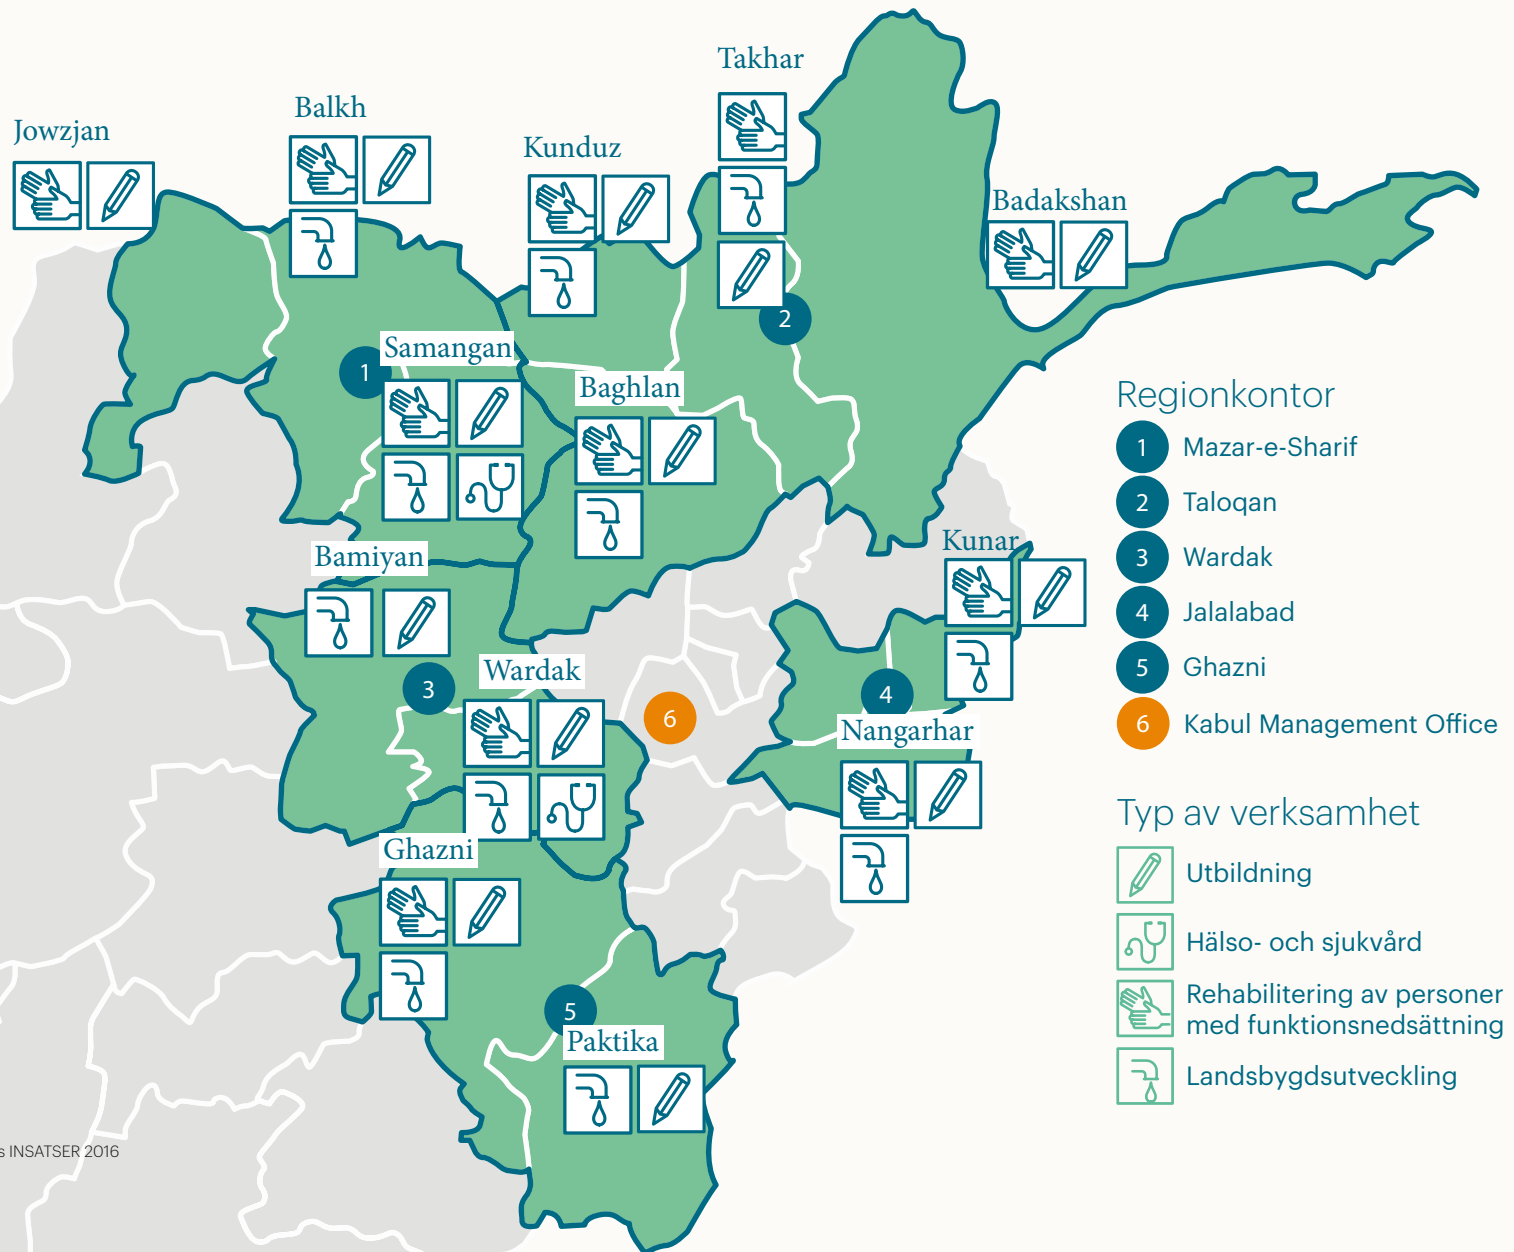 Takhar
Balkh
Jowzjan
Kunduz
Badakshan
2
Samangan
1
Baghlan
Regionkontor
1 Mazar-e-Sharif
2 Taloqan
3 Wardak
4 Jalalabad
5 Ghazni
6 Kabul Management Office
Kunar
Bamiyan
Wardak
3
4
6
Nangarhar
Typ av verksamhet
Utbildning
Hälso- och sjukvård
Rehabilitering av personer
med funktionsnedsättning
Landsbygdsutveckling
Ghazni
5
Paktika
s INSATSER 2016